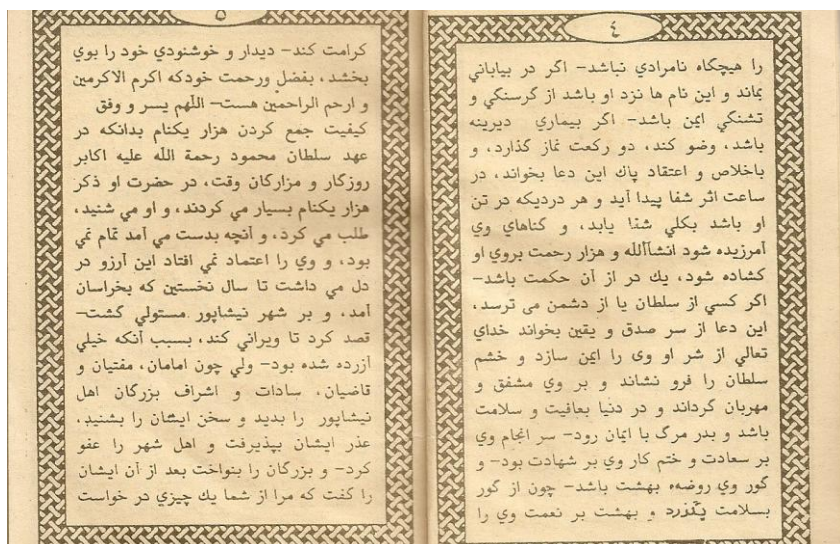 ٤
را هیچگاه نامرادي نباشد– اگر در بیاباني
بماند و این نام ها نزد او باشد از گرسنگي و
تشنگي ایمن باشد– اگر بیماري دیرینه
باشد، وضو کند، دو رکعت نماز گذارد، و
باخلاص و اعتقاد پاك این دعا بخواند، در
ساعت اثر شفا پیدا آید و هر دردیکه در تن
او باشد بکلي شفا یابد، و گناهاي وي
آمرزیده شود انشاآلله و هزار رحمت بروي او
کشاده شود، یك در از آن حکمت باشد–
اگر کسي از سلطان یا از دشمن می ترسد،
این دعا از سر صدق و یقین بخواند خداي
تعالي از شر او وی را ایمن سازد و خشم
سلطان را فرو نشاند و بر وي مشفق و
مهربان گرداند و در دنیا بعافیت و سلامت
باشد و بدر مرگ با ایمان رود– سر انجام وي
بر سعادت و ختم کار وي بر شهادت بود– و
گور وي روضهء بهشت باشد– چون از گور
بسلامت پگذرد و بهشت بر نعمت وي را
٥
کرامت کند– دیدار و خوشنودي خود را بوي
بخشد، بفضل ورحمت خودکه اکرم الاکرمین
و ارحم الراحمین هست– اللّهم یسر و وفق
کیفیت جمع کردن هزار یکنام بدانکه در
عهد سلطان محمود رحمة اللّه علیه اکابر
روزگار و مزارگان وقت، در حضرت او ذکر
هزار یکنام بسیار مي کردند، و او مي شنید،
طلب مي کرد، و آنچه بدست مي آمد تمام نمي
بود، و وي را اعتماد نمي افتاد این آرزو در
دل مي داشت تا سال نخستین که بخراسان
آمد، و بر شهر نیشاپور مستولي گشت–
قصد کرد تا ویراني کند، بسبب آنکه خیلي
آزرده شده بود– ولي چون امامان، مفتیان و
قاضیان، سادات و اشراف بزرگان اهل
نیشاپور را بدید و سخن ایشان را بشنید،
عذر ایشان بپذیرفت و اهل شهر را عفو
کرد– و بزرگان را بنواخت بعد از آن ایشان
را گفت که مرا از شما یك چیزي در خواست